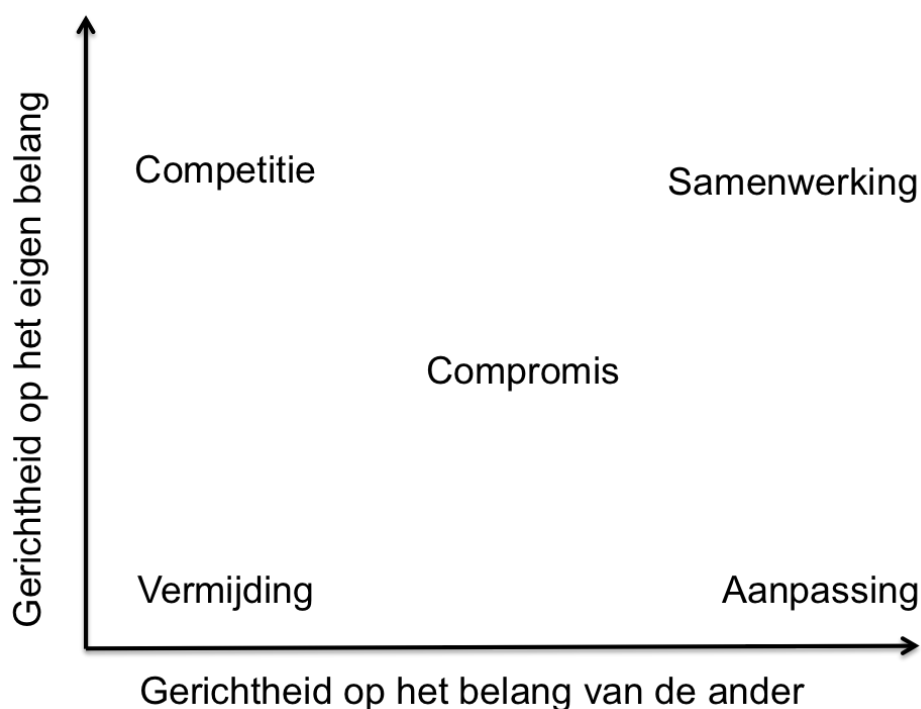 Gerichtheid op het eigen belang
Competitie
Samenwerking
Compromis
Vermijding
Aanpassing
Gerichtheid op het belang van de ander